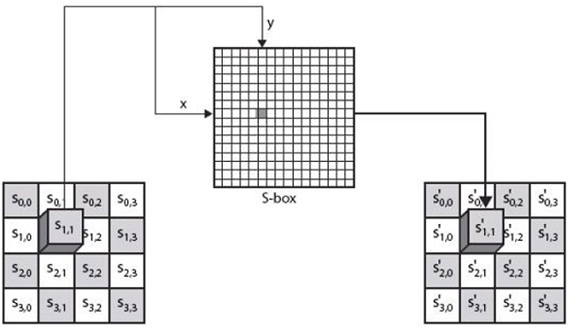 y
x
S-box
s0,0 s0,1 s0,2 s0,3
s1,0 s1,1 s1,2 s1,3
s2,0 s2,1 s2,2 s2,3
s3,0 s3,1 s3,2 s3,3
s'0,0 s'0, s'0,2 s'0,3
s'1,0 s'1,1 s'1,2 s'1,3
s'2,0 s'2,1 s'2,2 s'2,3
s'3,0 s'3,1 s'3,2 s'3,3